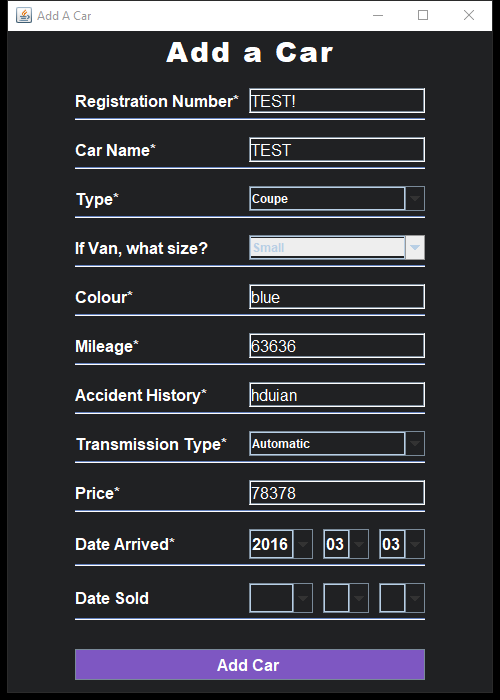 Add A Car
Add a Car
Registration Number* TEST!
Car Name* TEST
Type* Coupe
If Van, what size? Small
Colour* blue
Mileage* 63636
Accident History* hduian
Transmission Type* Automatic
Price* 78378
Date Arrived* 2016 03 03
Date Sold
Add Car